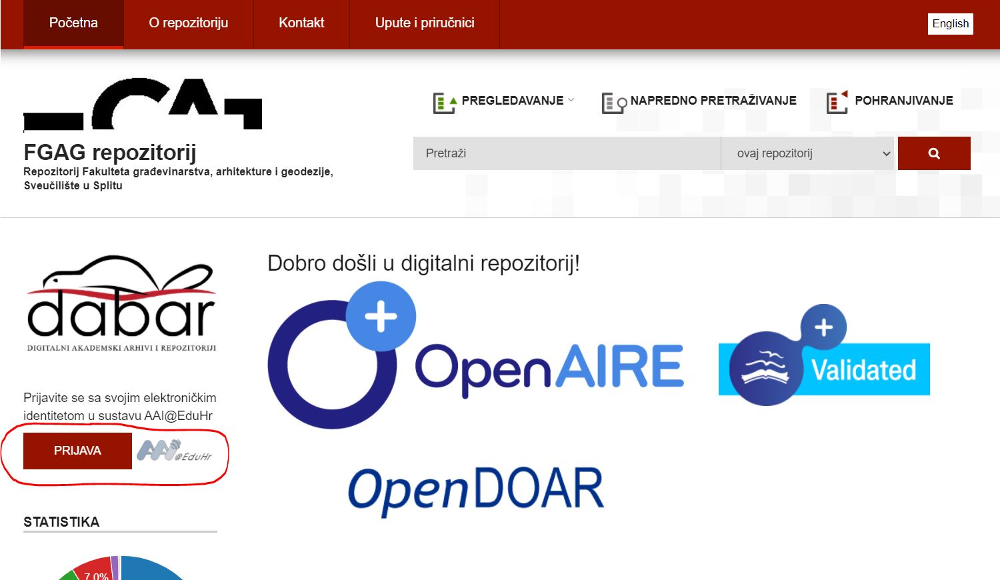 Početna
O repozitoriju
Kontakt
Upute i priručnici
English
FGAG repozitorij
Repozitorij Fakulteta građevinarstva, arhitekture i geodezije,
Sveučilište u Splitu
PREGLEDAVANJE
NAPREDNO PRETRAŽIVANJE
POHRANJIVANJE
Pretraži
ovaj repozitorij
dabar
DIGITALNI AKADEMSKI ARHIVI I REPOZITORIJI
Prijavite se sa svojim elektroničkim
identitetom u sustavu AAI@EduHr
PRIJAVA
AAI@EduHr
STATISTIKA
7.0%
Dobro došli u digitalni repozitorij!
OpenAIRE
Validated
OpenDOAR